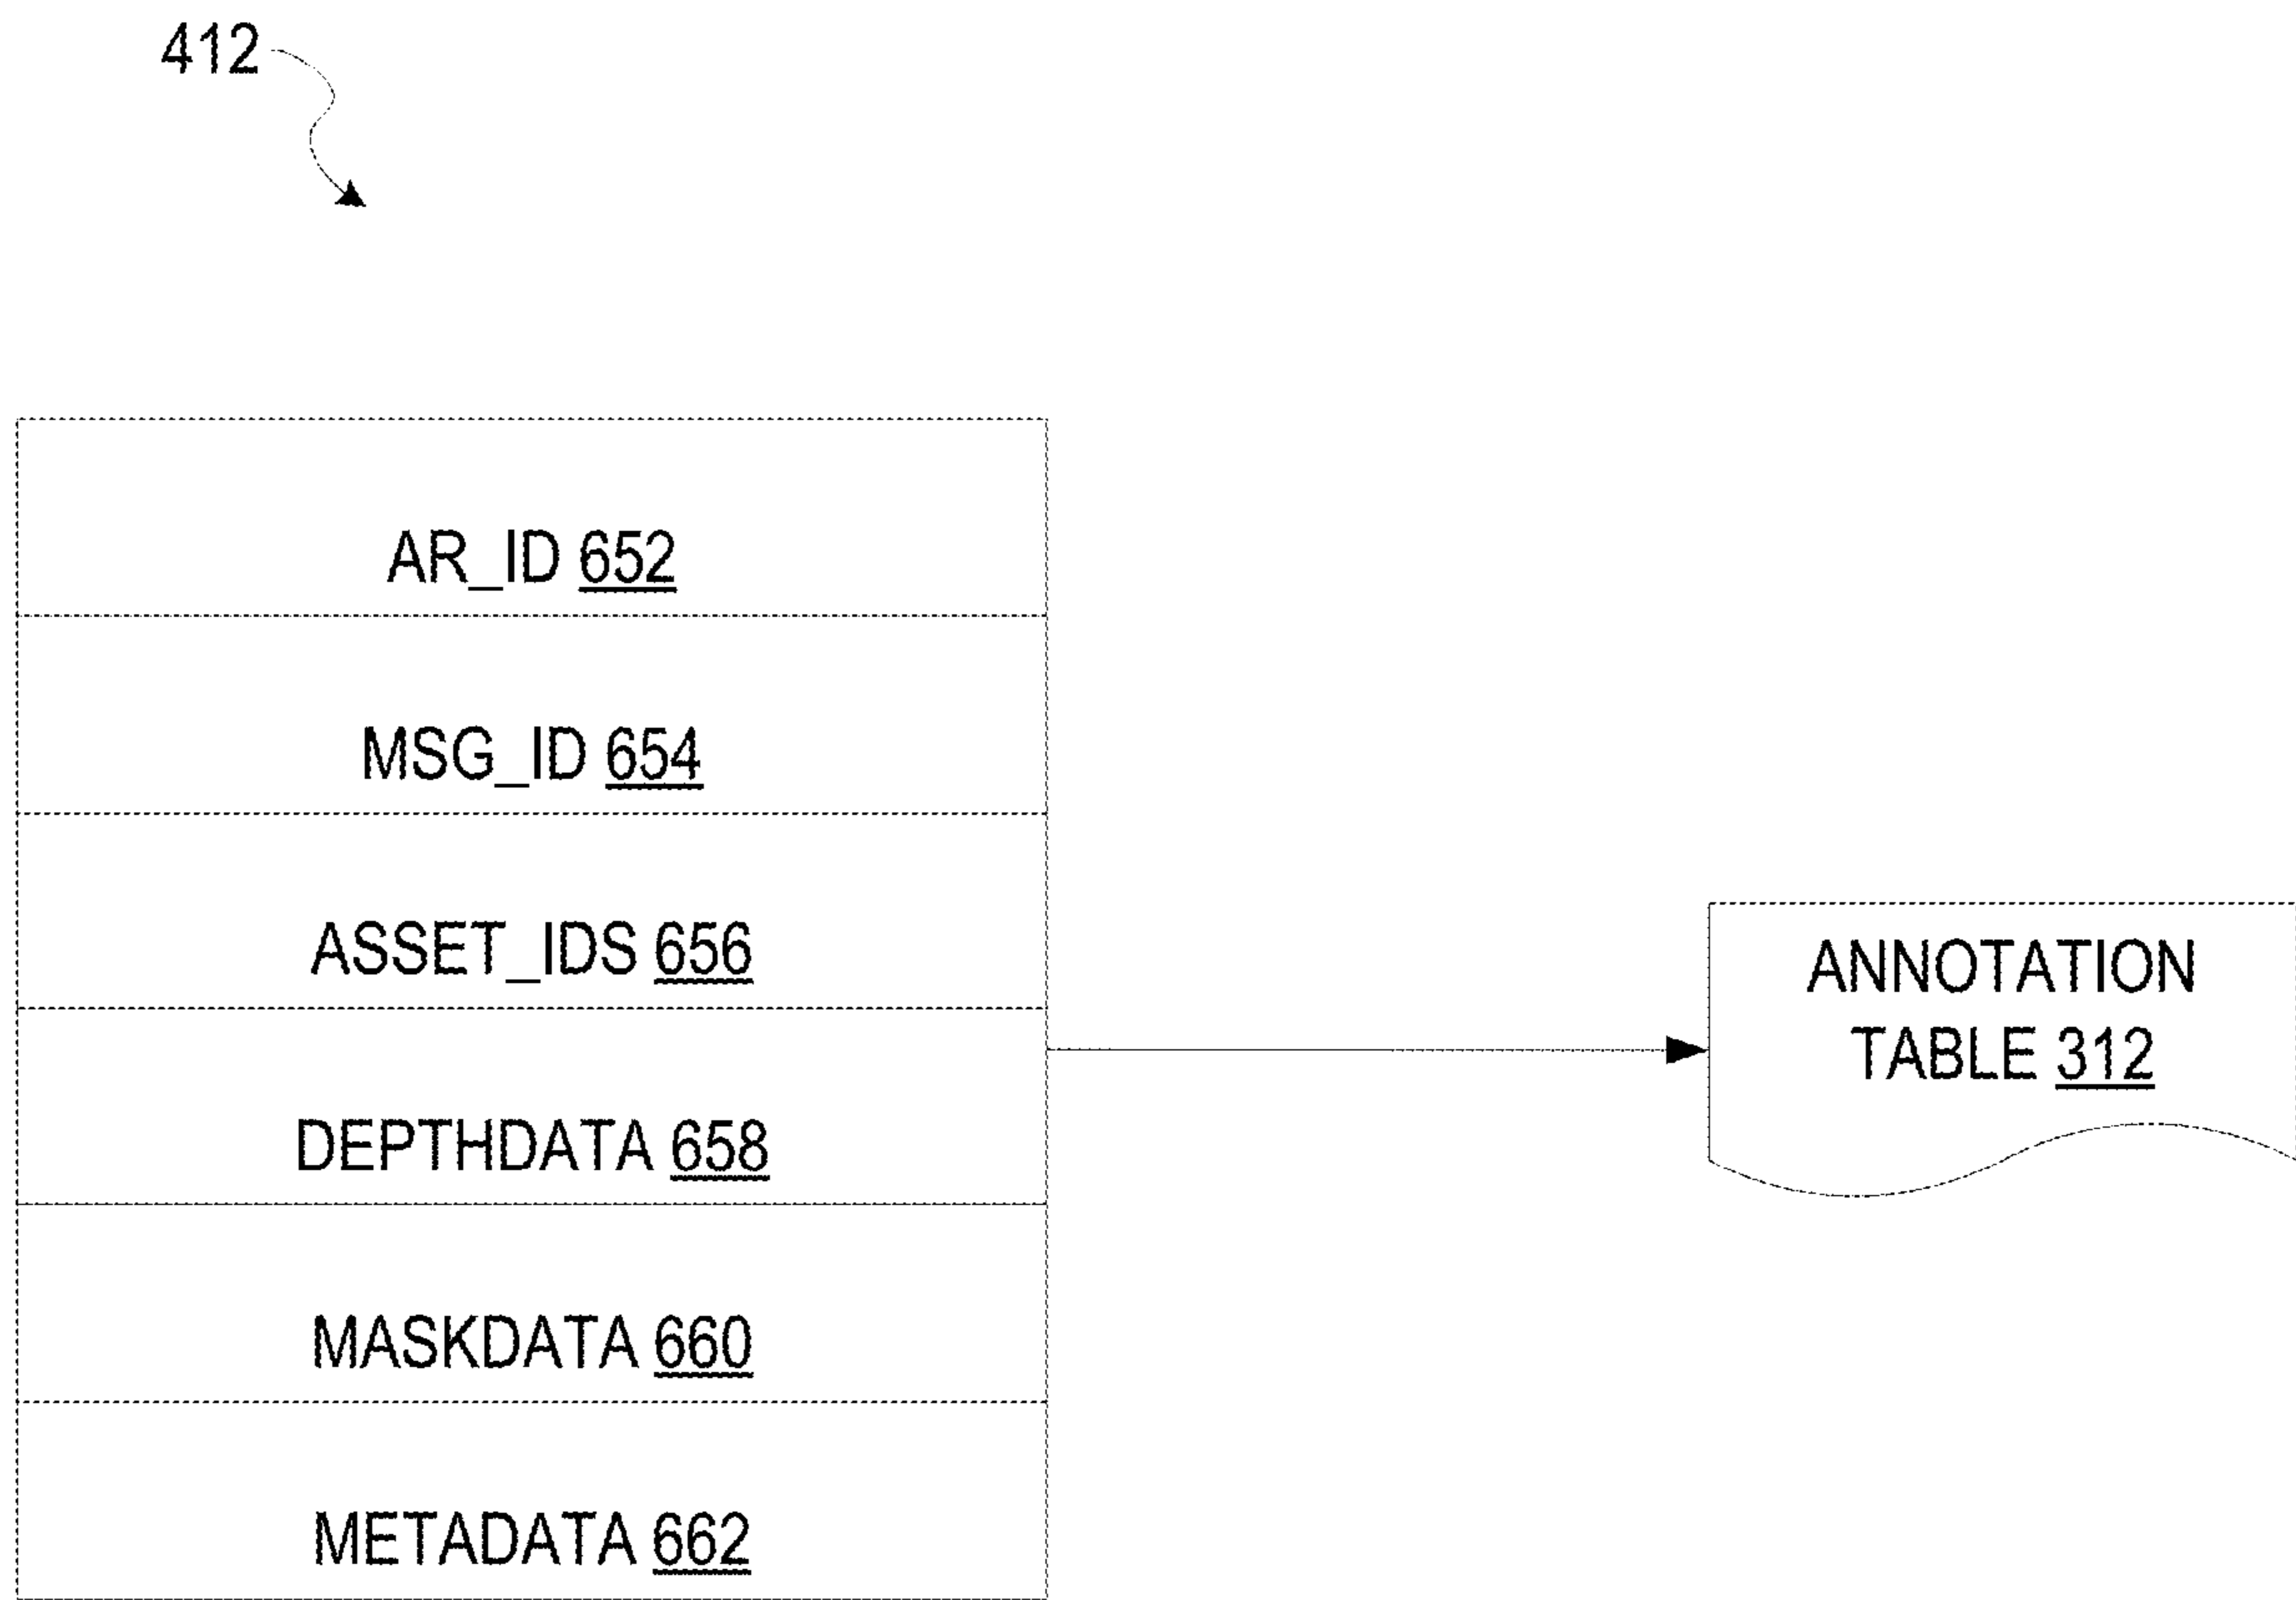 412
AR_ID 652
MSG_ID 654
ASSET_IDS 656
ANNOTATION
TABLE 312
DEPTHDATA 658
MASKDATA 660
METADATA 662